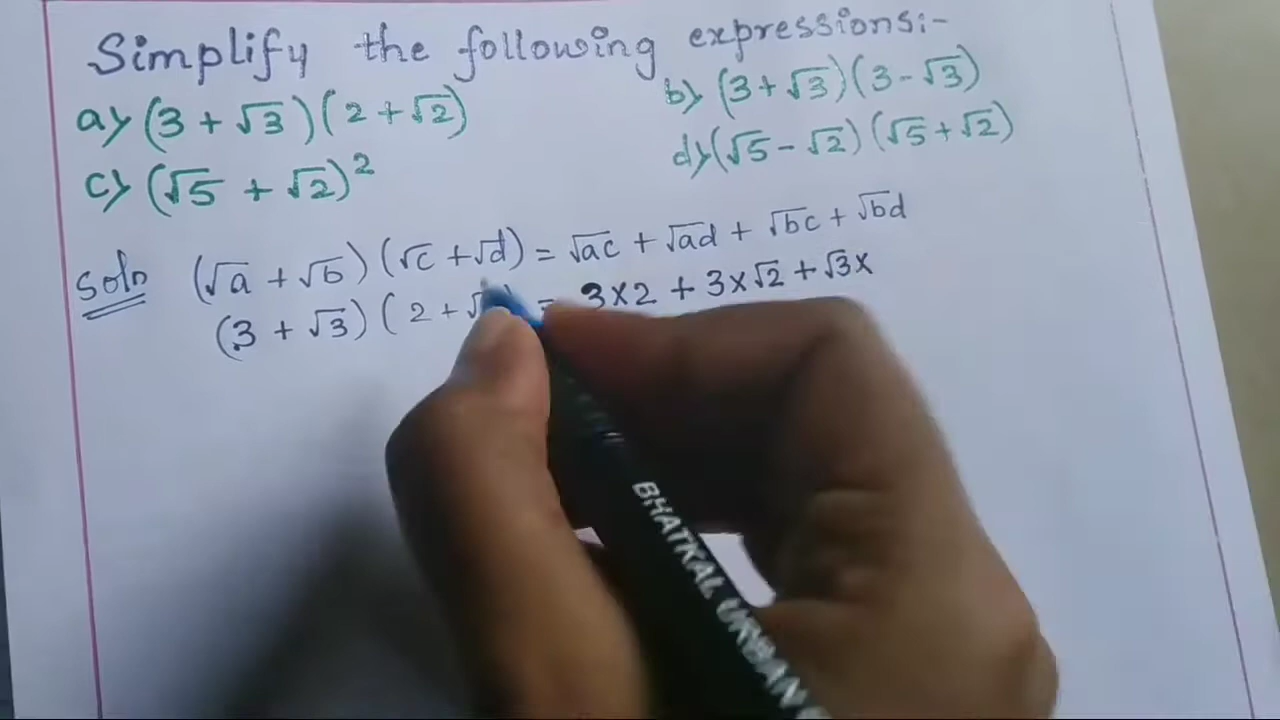 Simplify the following expressions:-
a) (3 + √3)(2 + √2)
b) (3 + √3)(3 - √3)
c) (√5 + √2)²
d) (√5 - √2)(√5 + √2)
Soln (√a + √b)(√c + √d) = √ac + √ad + √bc + √bd
(3 + √3)(2 + √ = 3×2 + 3×√2 + √3×
BHATKAL URBAN